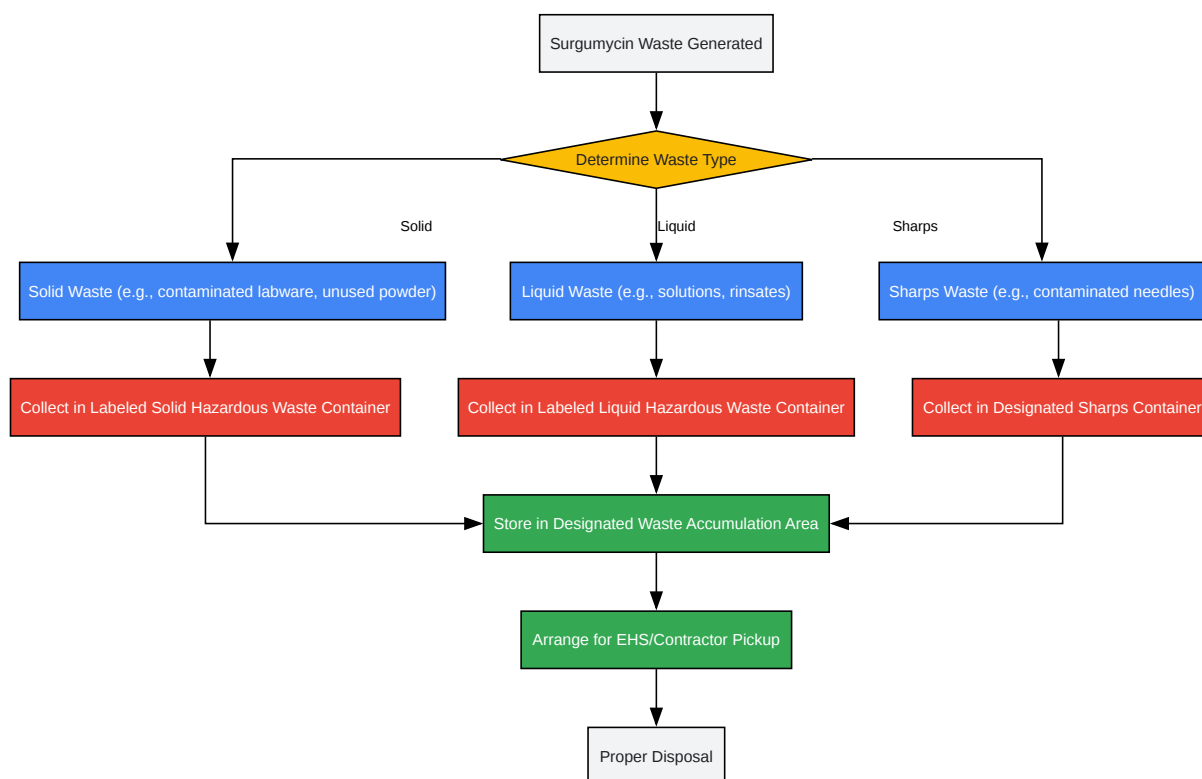 Surgumycin Waste Generated
Determine Waste Type
Solid
Liquid
Sharps
Solid Waste (e.g., contaminated labware, unused powder)
Liquid Waste (e.g., solutions, rinsates)
Sharps Waste (e.g., contaminated needles)
Collect in Labeled Solid Hazardous Waste Container
Collect in Labeled Liquid Hazardous Waste Container
Collect in Designated Sharps Container
Store in Designated Waste Accumulation Area
Arrange for EHS/Contractor Pickup
Proper Disposal